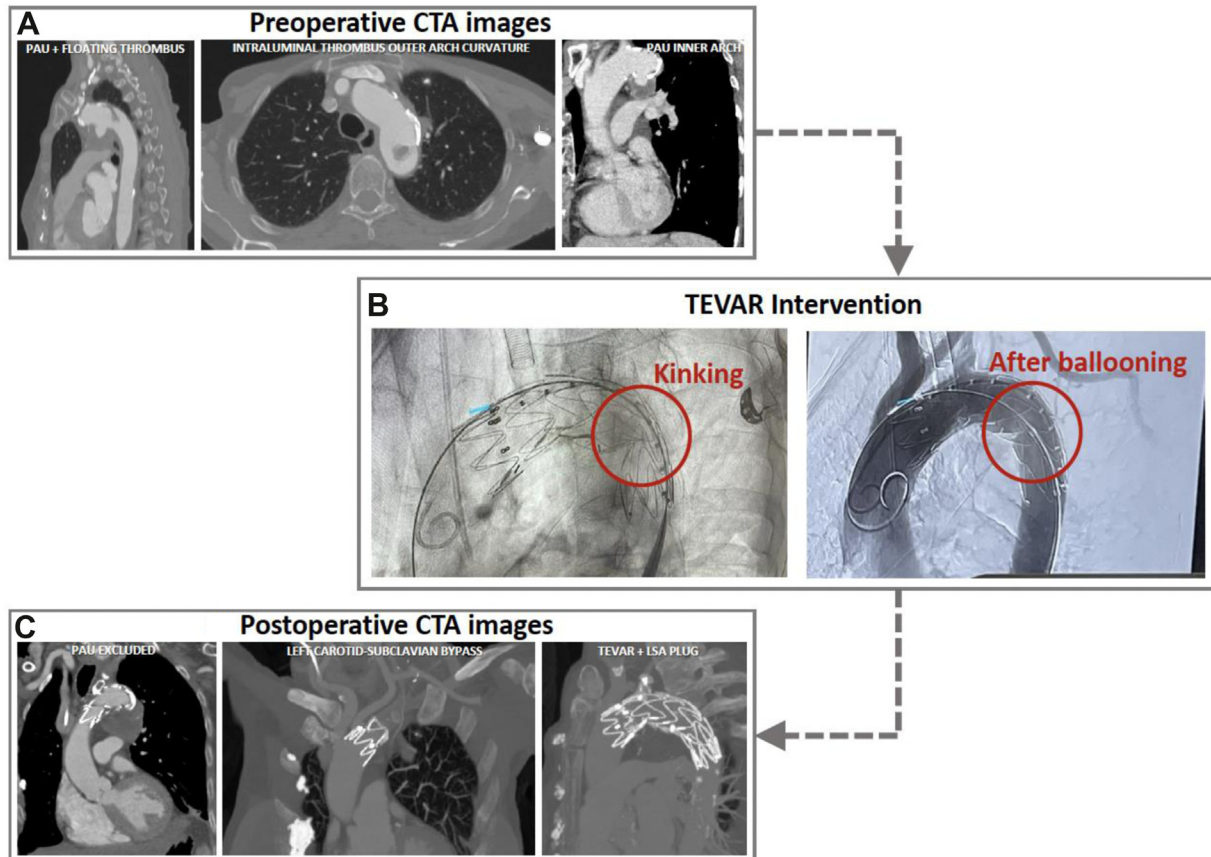 A
Preoperative CTA images
PAU + FLOATING THROMBUS
INTRALUMINAL THROMBUS OUTER ARCH CURVATURE
PAU INNER ARCH
B
TEVAR Intervention
Kinking
After ballooning
C
Postoperative CTA images
PAU EXCLUDED
LEFT CAROTID-SUBCLAVIAN BYPASS
TEVAR + LSA PLUG